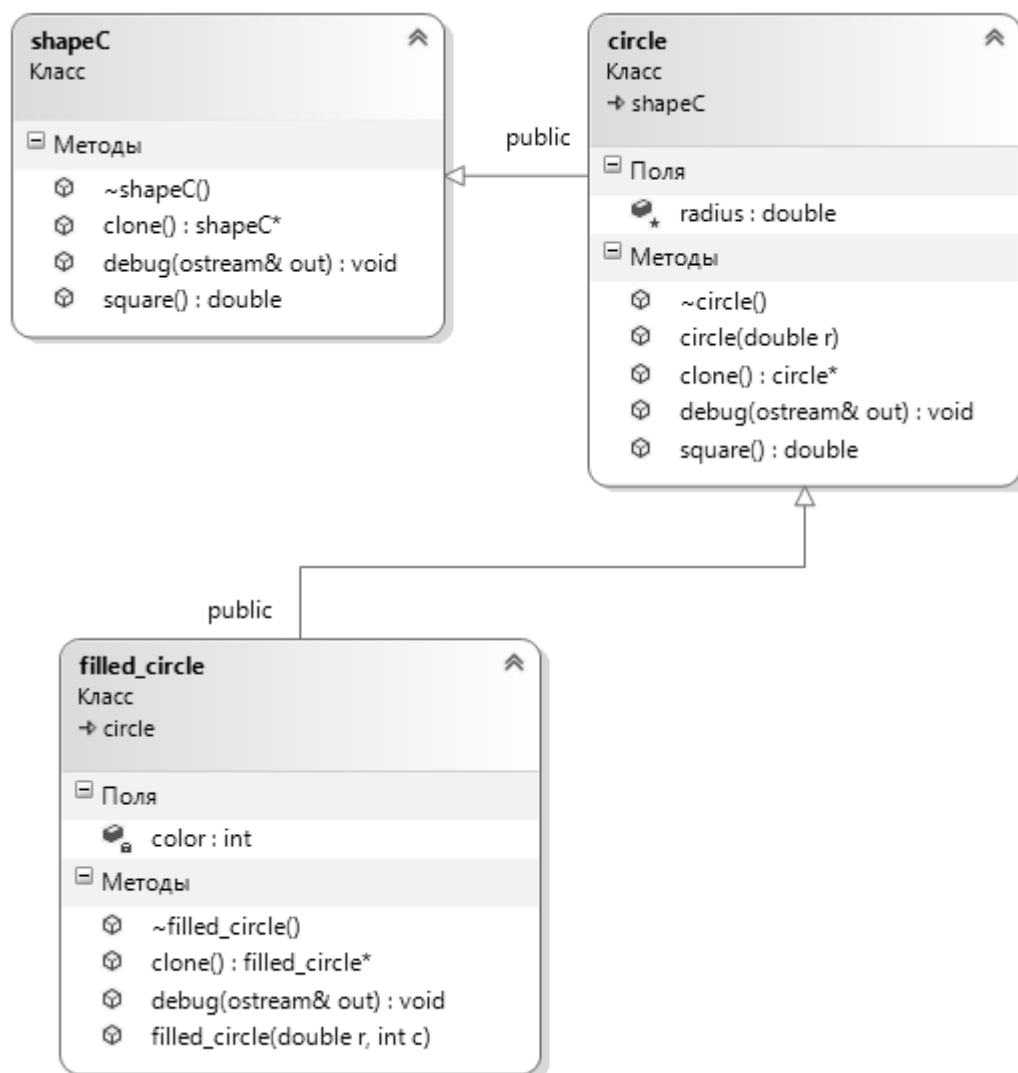 shapeC
Класс
Методы
~shapeC()
clone() : shapeC*
debug(ostream& out) : void
square() : double
public
circle
Класс
shapeC
Поля
radius : double
Методы
~circle()
circle(double r)
clone() : circle*
debug(ostream& out) : void
square() : double
public
filled_circle
Класс
circle
Поля
color : int
Методы
~filled_circle()
clone() : filled_circle*
debug(ostream& out) : void
filled_circle(double r, int c)